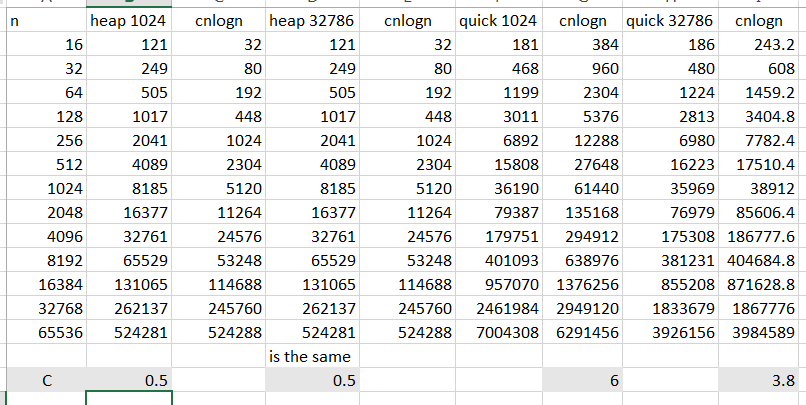 n heap 1024 cnlogn heap 32786 cnlogn quick 1024 cnlogn quick 32786 cnlogn
16 121 32 121 32 181 384 186 243.2
32 249 80 249 80 468 960 480 608
64 505 192 505 192 1199 2304 1224 1459.2
128 1017 448 1017 448 3011 5376 2813 3404.8
256 2041 1024 2041 1024 6892 12288 6980 7782.4
512 4089 2304 4089 2304 15808 27648 16223 17510.4
1024 8185 5120 8185 5120 36190 61440 35969 38912
2048 16377 11264 16377 11264 79387 135168 76979 85606.4
4096 32761 24576 32761 24576 179751 294912 175308 186777.6
8192 65529 53248 65529 53248 401093 638976 381231 404684.8
16384 131065 114688 131065 114688 957070 1376256 855208 871628.8
32768 262137 245760 262137 245760 2461984 2949120 1833679 1867776
65536 524281 524288 524281 524288 7004308 6291456 3926156 3984589
is the same
C 0.5 0.5 6 3.8